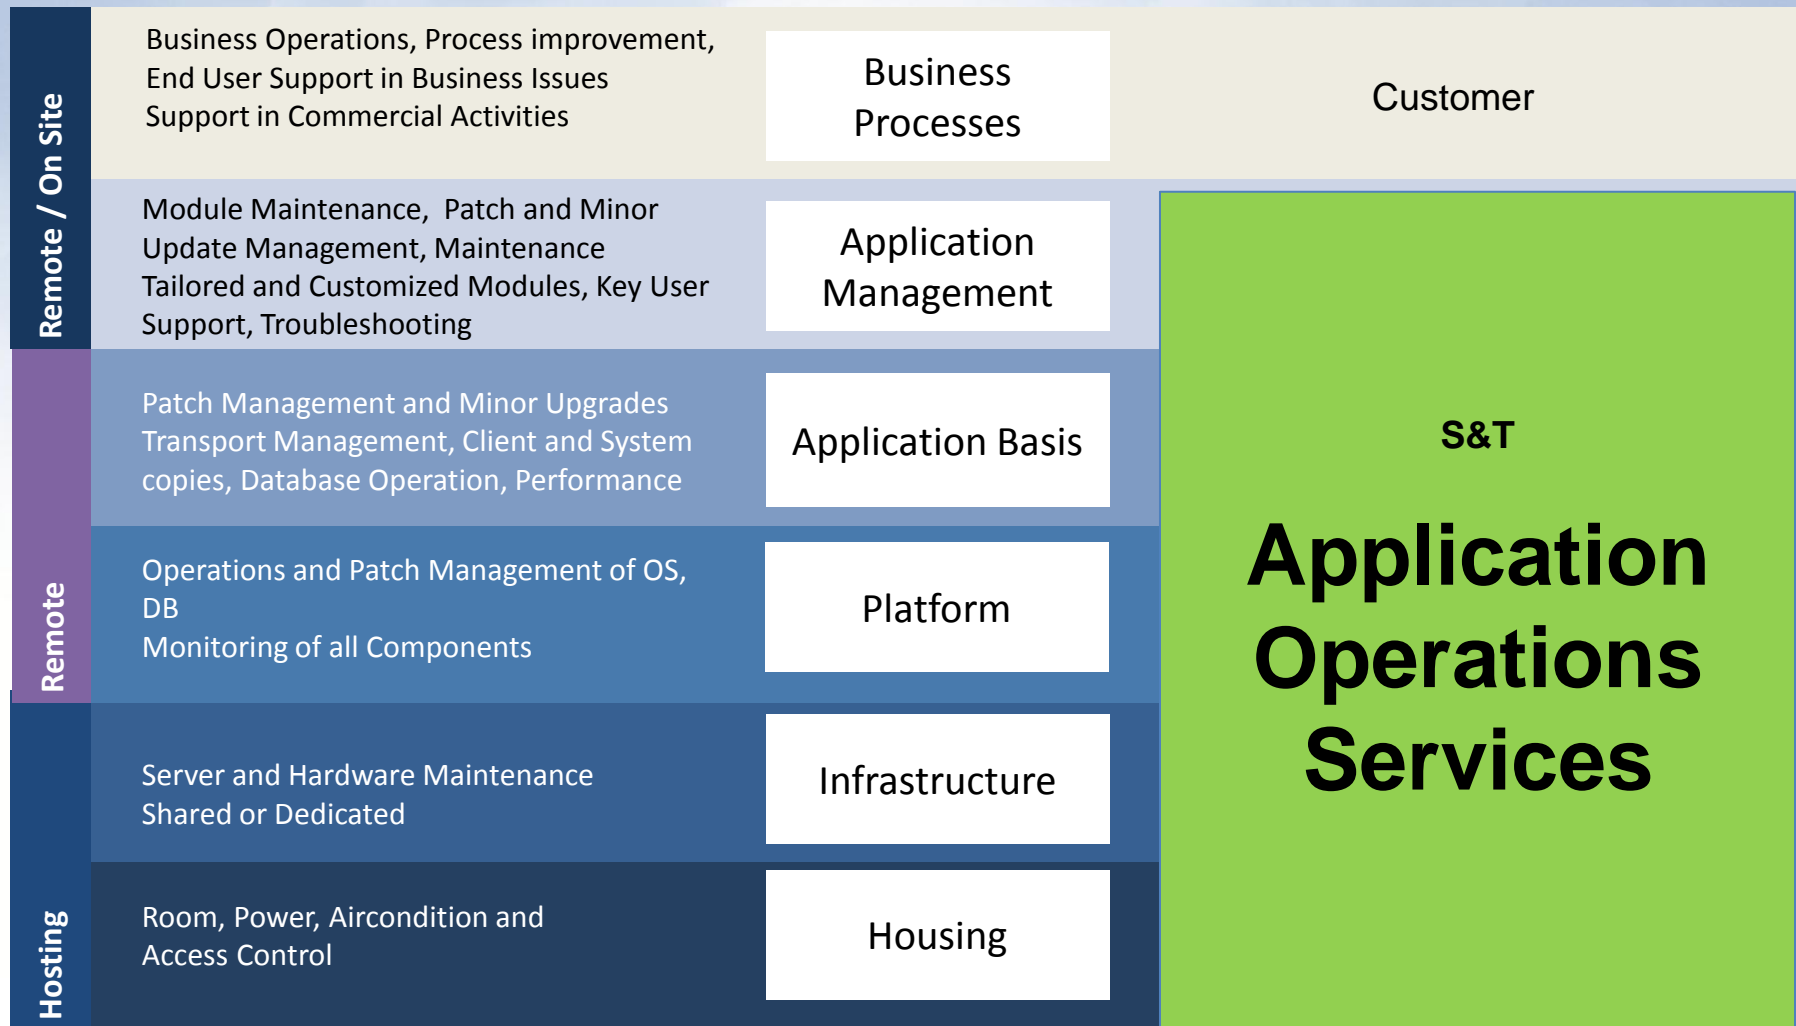 Remote / On Site
Business Operations, Process improvement,
End User Support in Business Issues
Support in Commercial Activities
Business
Processes
Customer
Module Maintenance, Patch and Minor
Update Management, Maintenance
Tailored and Customized Modules, Key User
Support, Troubleshooting
Application
Management
Remote
Patch Management and Minor Upgrades
Transport Management, Client and System
copies, Database Operation, Performance
Application Basis
Operations and Patch Management of OS,
DB
Monitoring of all Components
Platform
Hosting
Server and Hardware Maintenance
Shared or Dedicated
Infrastructure
Room, Power, Aircondition and
Access Control
Housing
S&T
Application
Operations
Services